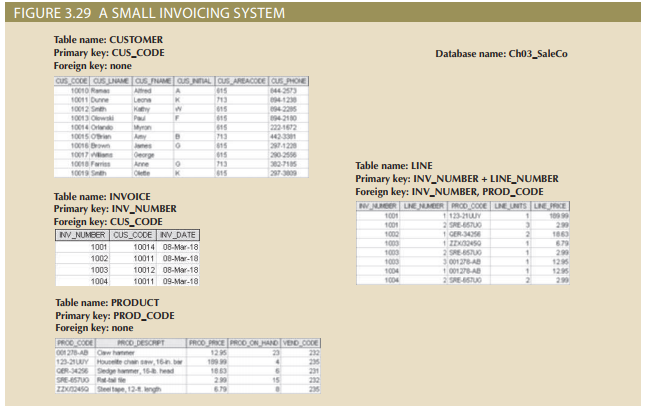 FIGURE 3.29 A SMALL INVOICING SYSTEM
Table name: CUSTOMER
Primary key: CUS_CODE
Foreign key: none
Database name: Ch03_SaleCo
CUS_CODE CUS_LNAME CUS_FNAME CUS_INITIAL CUS_AREACODE CUS_PHONE
10010 Ramas Alfred A 615 844-2573
10011 Dunne Leona K 713 894-1238
10012 Smith Kathy W 615 894-2285
10013 Olowski Paul F 615 894-2180
10014 Orlando Myron 615 222-1672
10015 O'Brian Amy B 713 442-3381
10016 Brown James G 615 297-1228
10017 Williams George 615 290-2556
10018 Farriss Anne G 713 382-7185
10019 Smith Olette K 615 297-3809
Table name: LINE
Primary key: INV_NUMBER + LINE_NUMBER
Foreign key: INV_NUMBER, PROD_CODE
INV_NUMBER LINE_NUMBER PROD_CODE LINE_UNITS LINE_PRICE
1001 1 123-21UUY 1 189.99
1001 2 SRE-657UG 3 2.99
1002 1 QER-34256 2 18.63
1003 1 ZZX/3245Q 1 6.79
1003 2 SRE-657UG 1 2.99
1003 3 001278-AB 1 12.95
1004 1 001278-AB 1 12.95
1004 2 SRE-657UG 2 2.99
Table name: INVOICE
Primary key: INV_NUMBER
Foreign key: CUS_CODE
INV_NUMBER CUS_CODE INV_DATE
1001 10014 08-Mar-18
1002 10011 08-Mar-18
1003 10012 08-Mar-18
1004 10011 09-Mar-18
Table name: PRODUCT
Primary key: PROD_CODE
Foreign key: none
PROD_CODE PROD_DESCRIPT PROD_PRICE PROD_ON_HAND VEND_CODE
001278-AB Claw hammer 12.95 23 232
123-21UUY Houselite chain saw, 16-in. bar 189.99 4 235
QER-34256 Sledge hammer, 16-lb. head 18.63 6 231
SRE-657UG Rat-tail file 2.99 15 232
ZZX/3245Q Steel tape, 12-ft. length 6.79 8 235